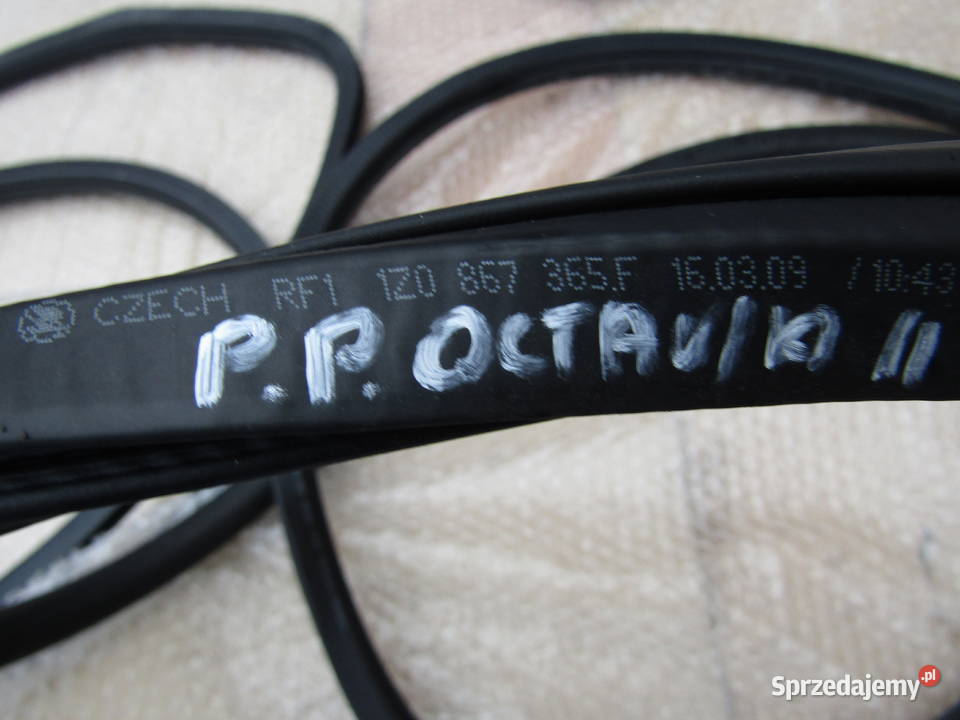 CZECH RF1 1Z0 867 365.F 16.03.09 /10:43
P.P. OCTAVIA II
Sprzedajemy.pl